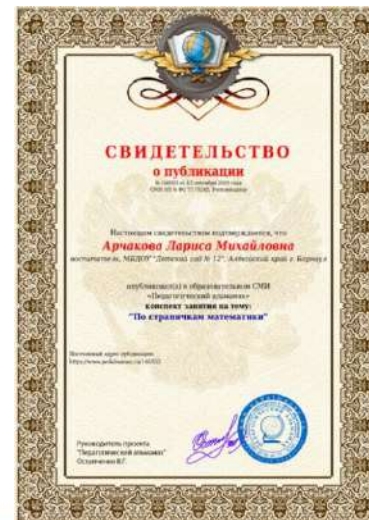 СВИДЕТЕЛЬСТВО
о публикации
Настоящим свидетельством подтверждается, что
Арчакова Лариса Михайловна
воспитатель, МБДОУ "Детский сад № 12", Алтайский край г. Барнаул
опубликовал(а) в образовательном СМИ
«Педагогический альманах»
конспект занятия на тему:
"По страничкам математики"
Постоянный адрес публикации:
Руководитель проекта
"Педагогический альманах"